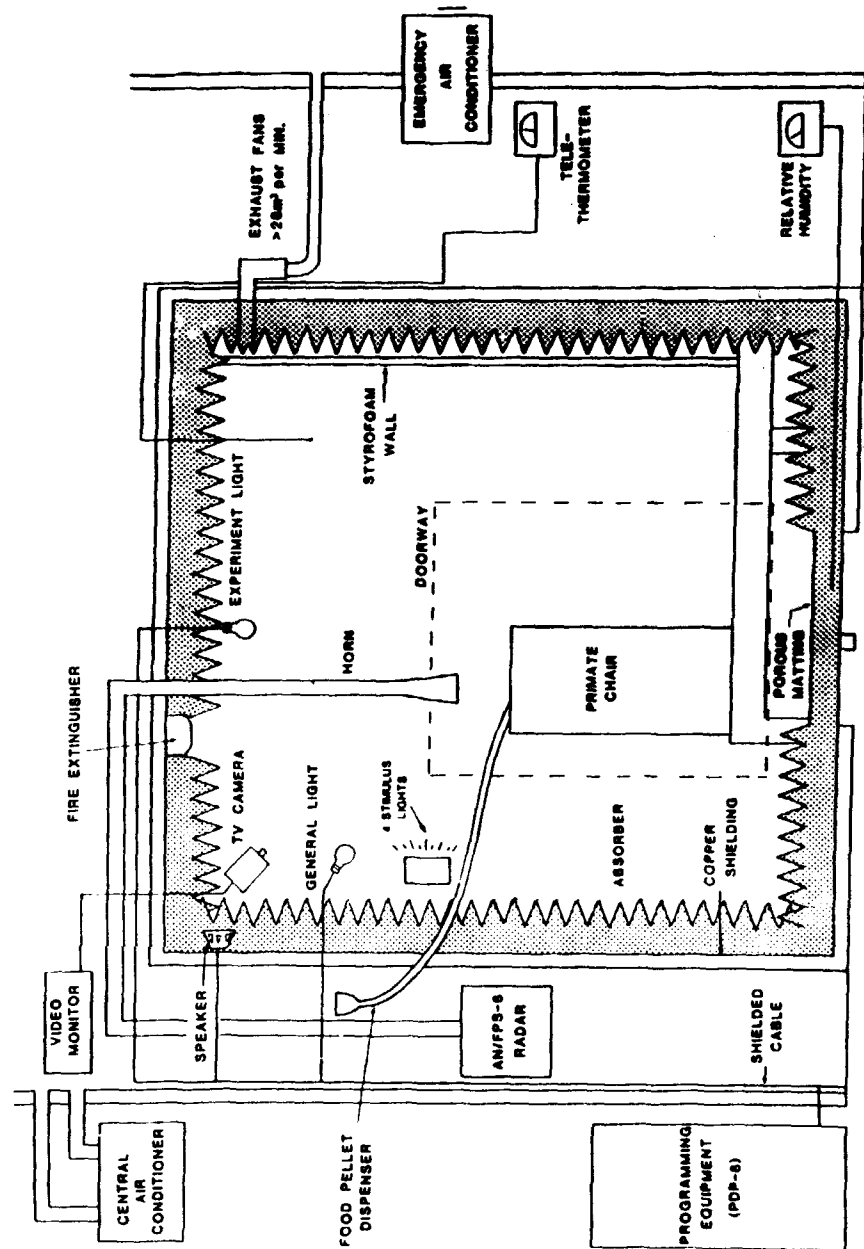 EMERGENCY
AIR
CONDITIONER
EXHAUST FANS
>28m³ per MIN.
TELE-
THERMOMETER
RELATIVE
HUMIDITY
STYROFOAM
WALL
EXPERIMENT LIGHT
DOORWAY
HORN
FIRE EXTINGUISHER
PRIMATE
CHAIR
POROUS
MATTING
TV CAMERA
GENERAL LIGHT
4 STIMULUS
LIGHTS
ABSORBER
COPPER
SHIELDING
VIDEO
MONITOR
SPEAKER
AN/FPS-6
RADAR
SHIELDED
CABLE
CENTRAL
AIR
CONDITIONER
FOOD PELLET
DISPENSER
PROGRAMMING
EQUIPMENT
(PDP-8)